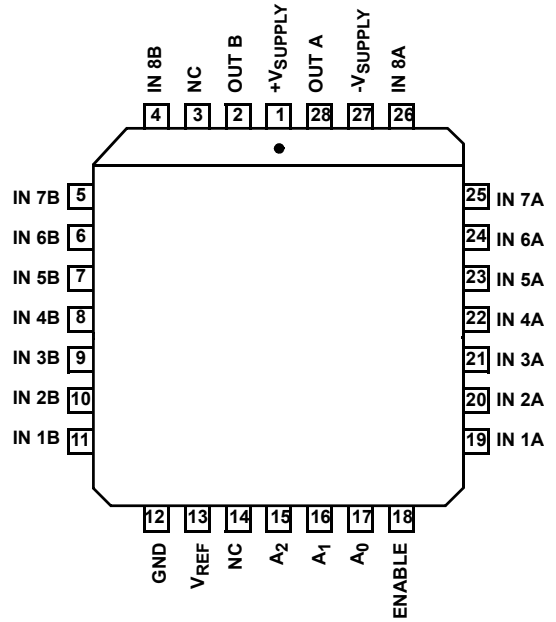 IN 8B
NC
OUT B
+VSUPPLY
OUT A
-VSUPPLY
IN 8A
4
3
2
1
28
27
26
IN 7B 5
25 IN 7A
IN 6B 6
24 IN 6A
IN 5B 7
23 IN 5A
IN 4B 8
22 IN 4A
IN 3B 9
21 IN 3A
IN 2B 10
20 IN 2A
IN 1B 11
19 IN 1A
12
13
14
15
16
17
18
GND
VREF
NC
A2
A1
A0
ENABLE